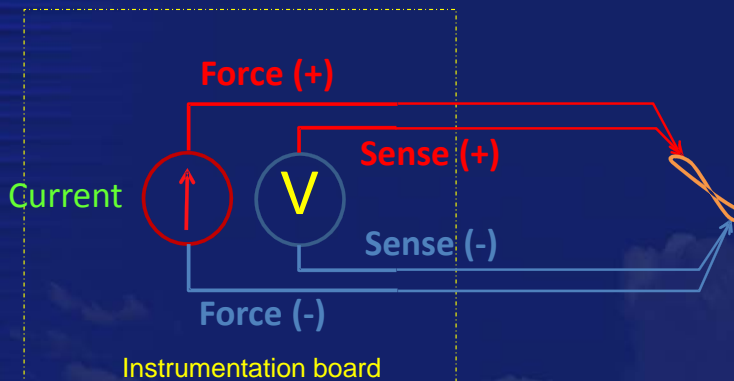 Force (+)
Sense (+)
Current
V
Sense (-)
Force (-)
Instrumentation board